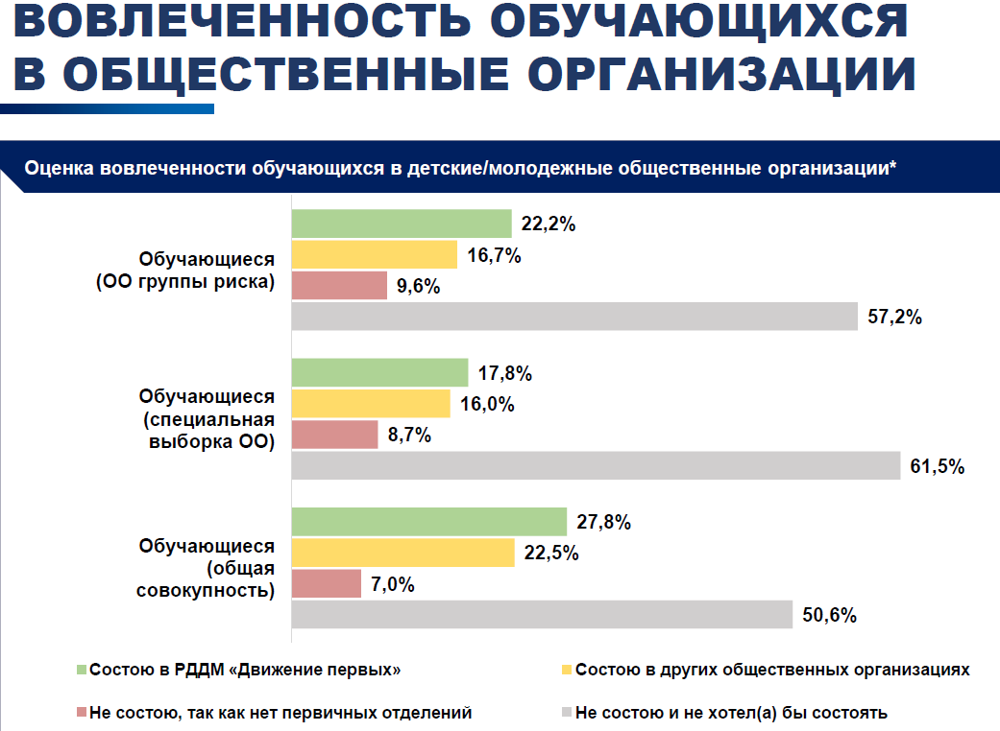 ВОВЛЕЧЕННОСТЬ ОБУЧАЮЩИХСЯ
В ОБЩЕСТВЕННЫЕ ОРГАНИЗАЦИИ
Оценка вовлеченности обучающихся в детские/молодежные общественные организации*
Обучающиеся
(ОО группы риска)
22,2%
16,7%
9,6%
57,2%
Обучающиеся
(специальная
выборка ОО)
17,8%
16,0%
8,7%
61,5%
Обучающиеся
(общая
совокупность)
27,8%
22,5%
7,0%
50,6%
Состою в РДДМ «Движение первых»
Состою в других общественных организациях
Не состою, так как нет первичных отделений
Не состою и не хотел(а) бы состоять